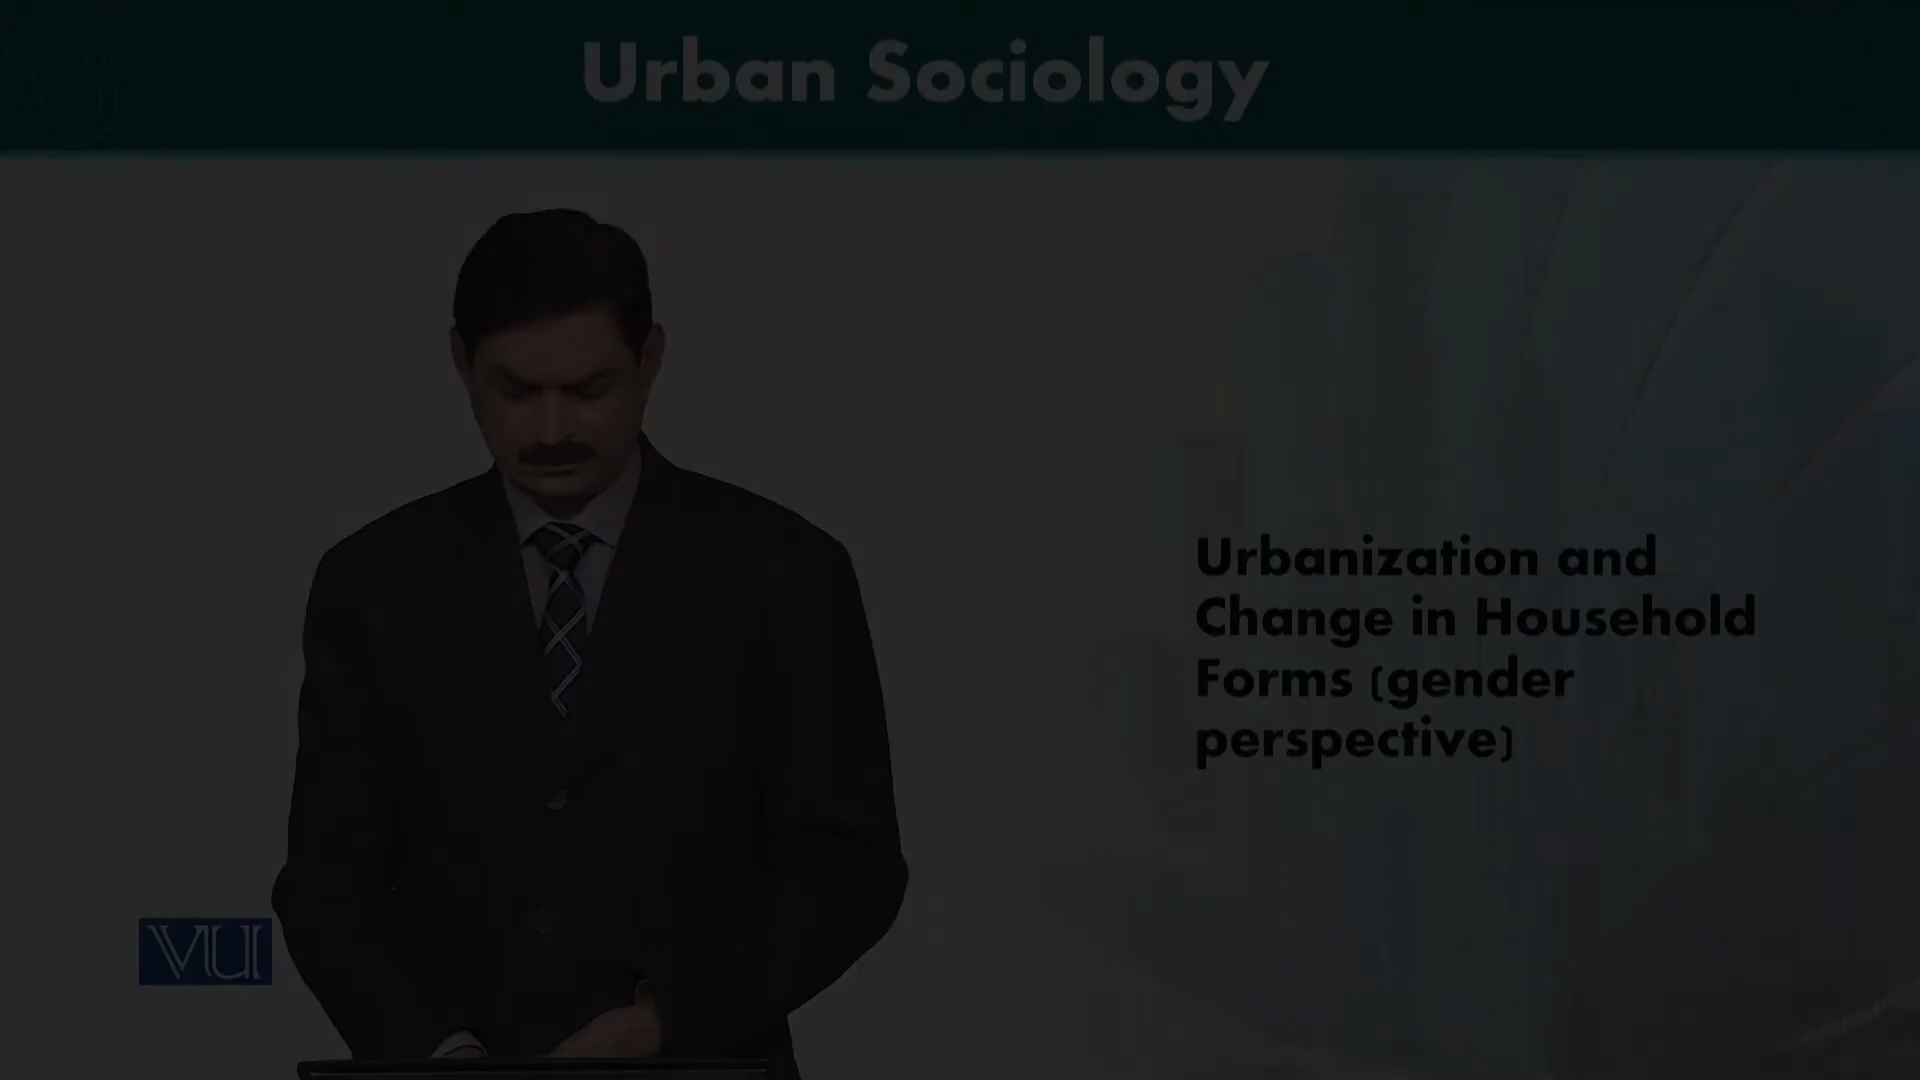 Urban Sociology
Urbanization and
Change in Household
Forms (gender
perspective)
VU